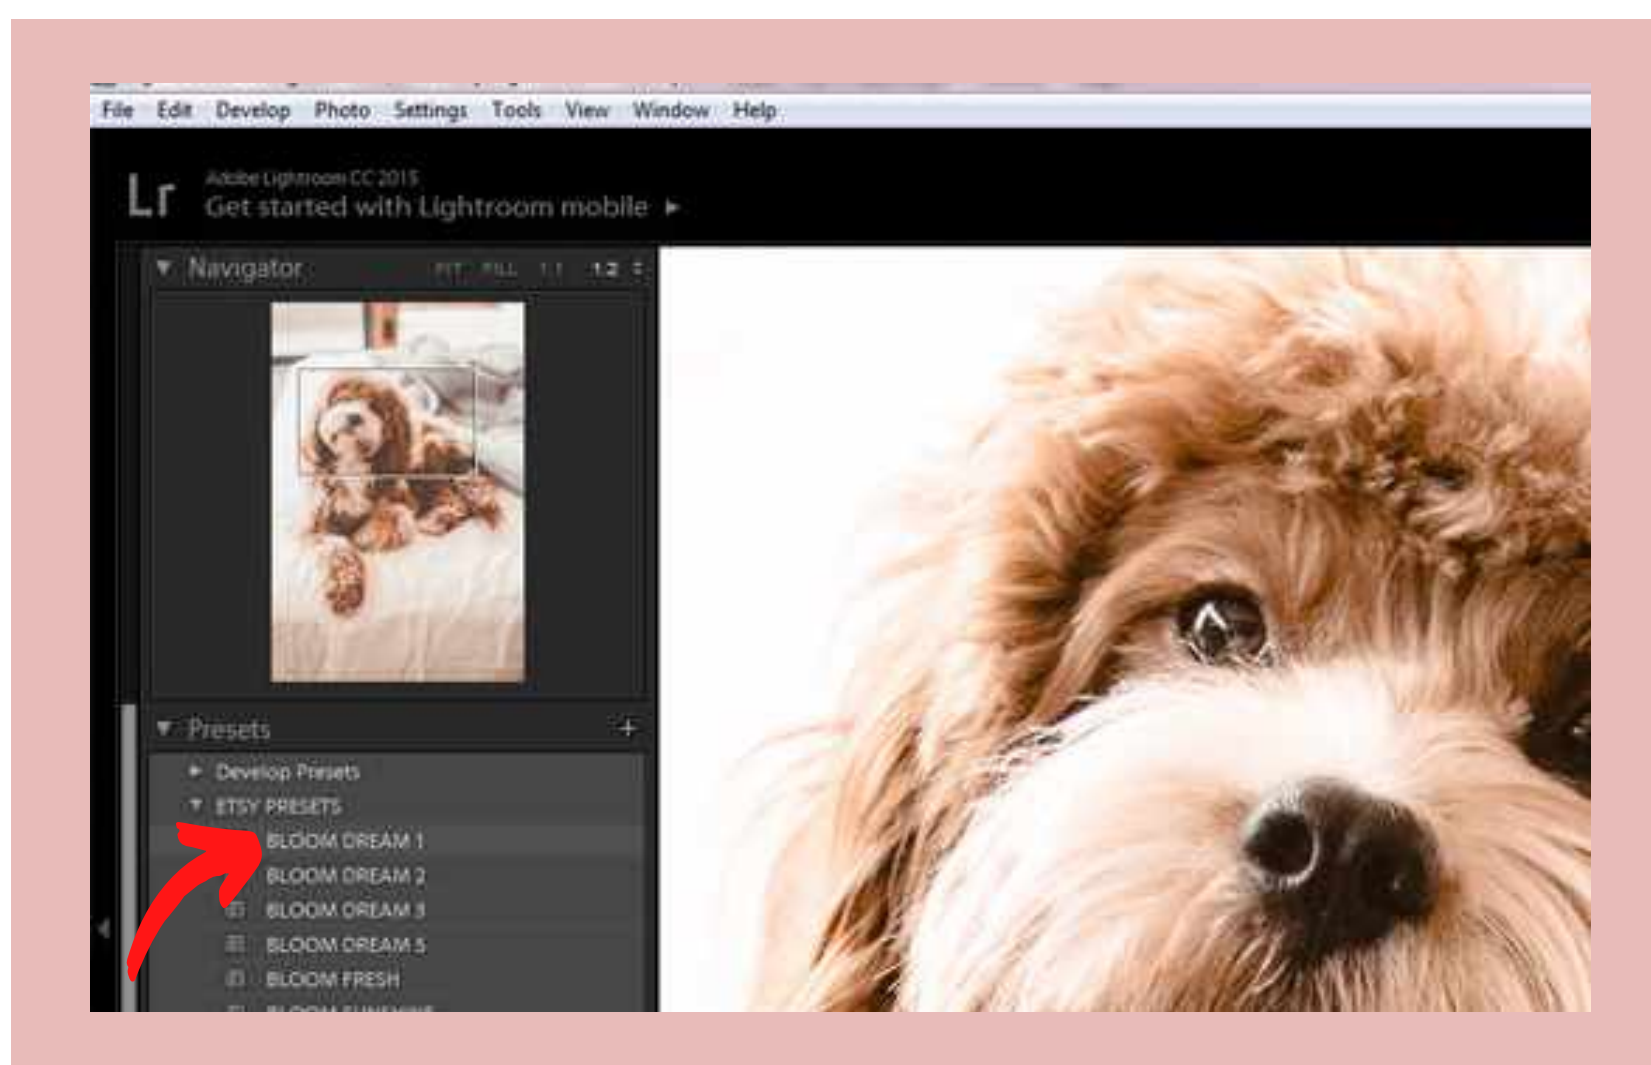 File Edit Develop Photo Settings Tools View Window Help
Lr
Adobe Lightroom CC 2015
Get started with Lightroom mobile
Navigator FIT FILL 1:1 1:2
Presets +
Develop Presets
ETSY PRESETS
BLOOM DREAM 1
BLOOM DREAM 2
BLOOM DREAM 3
BLOOM DREAM 5
BLOOM FRESH
BLOOM SUNSHINE